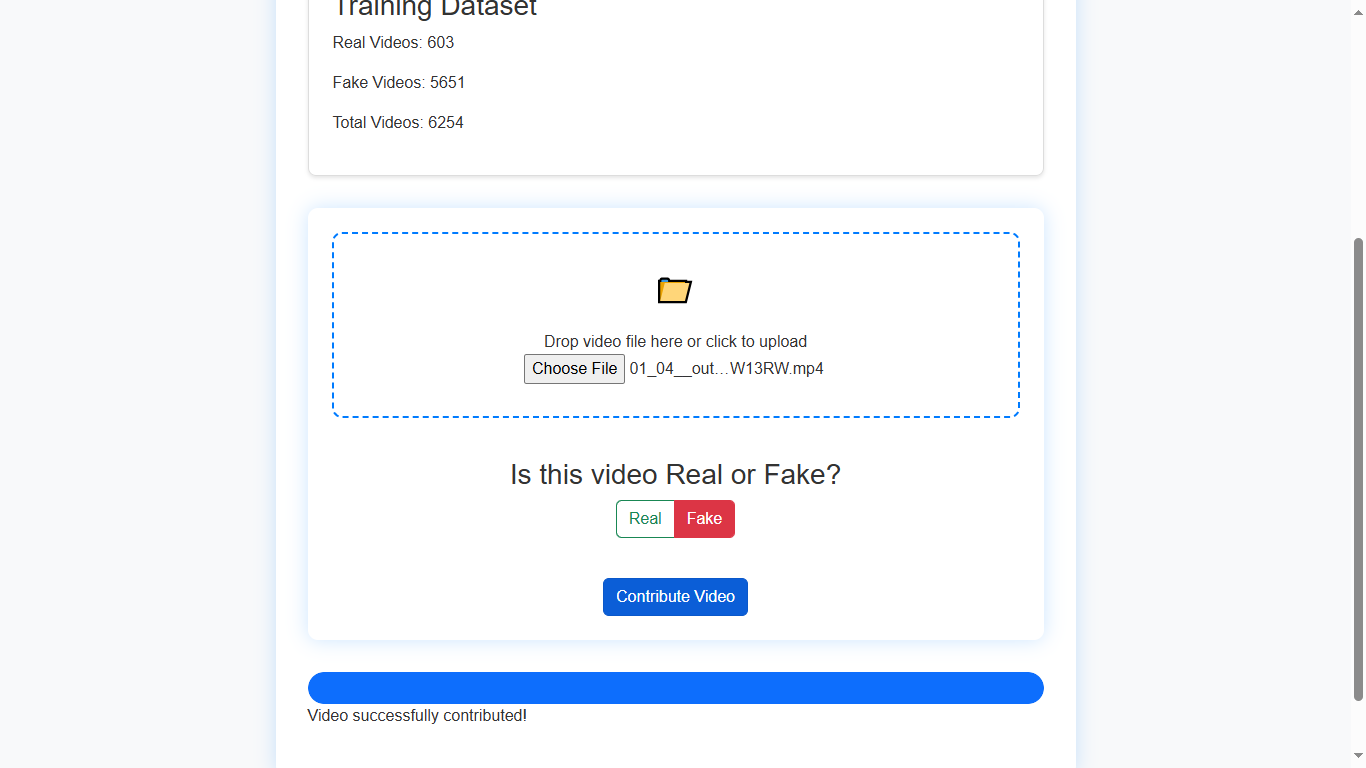 Training Dataset
Real Videos: 603
Fake Videos: 5651
Total Videos: 6254
Drop video file here or click to upload
Choose File 01_04__out…W13RW.mp4
Is this video Real or Fake?
Real Fake
Contribute Video
Video successfully contributed!